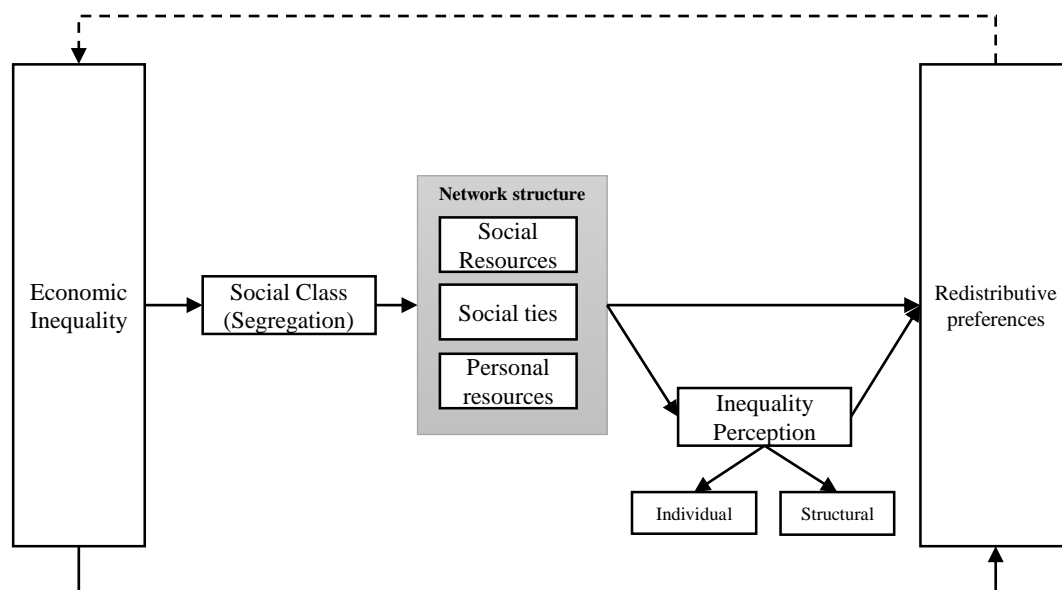 Network structure
Social
Resources
Economic
Inequality
Social Class
(Segregation)
Social ties
Redistributive
preferences
Personal
resources
Inequality
Perception
Individual
Structural